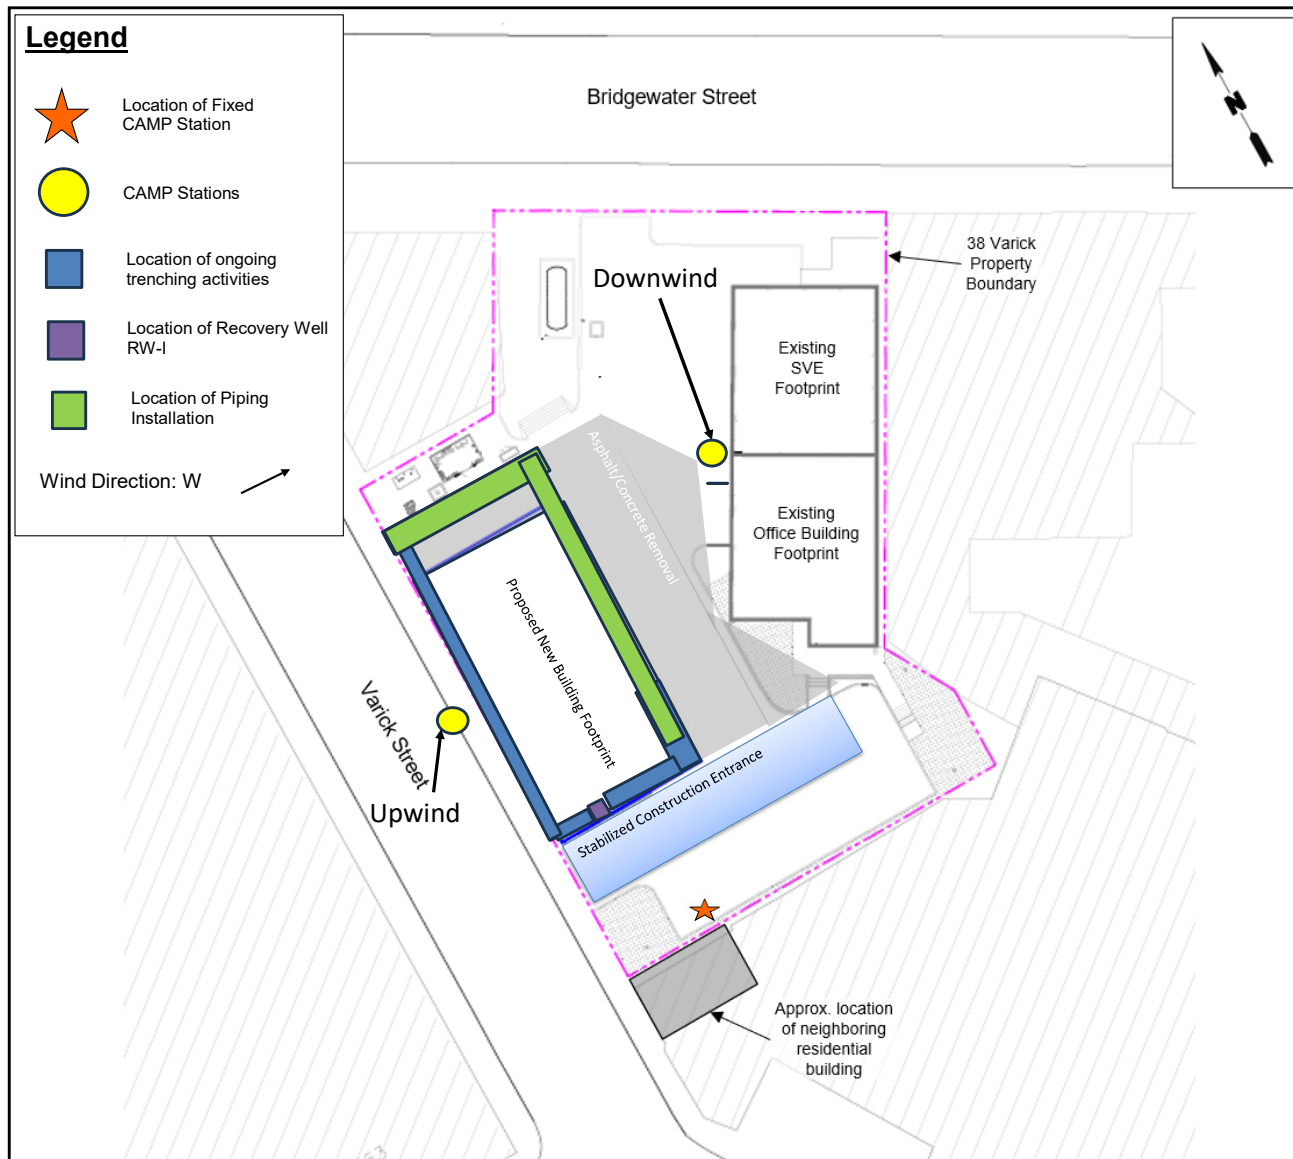 Legend
Location of Fixed
CAMP Station
CAMP Stations
Location of ongoing
trenching activities
Location of Recovery Well
RW-I
Location of Piping
Installation
Wind Direction: W
Bridgewater Street
N
38 Varick
Property
Boundary
Downwind
Existing
SVE
Footprint
Asphalt/Concrete Removal
Existing
Office Building
Footprint
Proposed New Building Footprint
Varick Street
Upwind
Stabilized Construction Entrance
Approx. location
of neighboring
residential
building